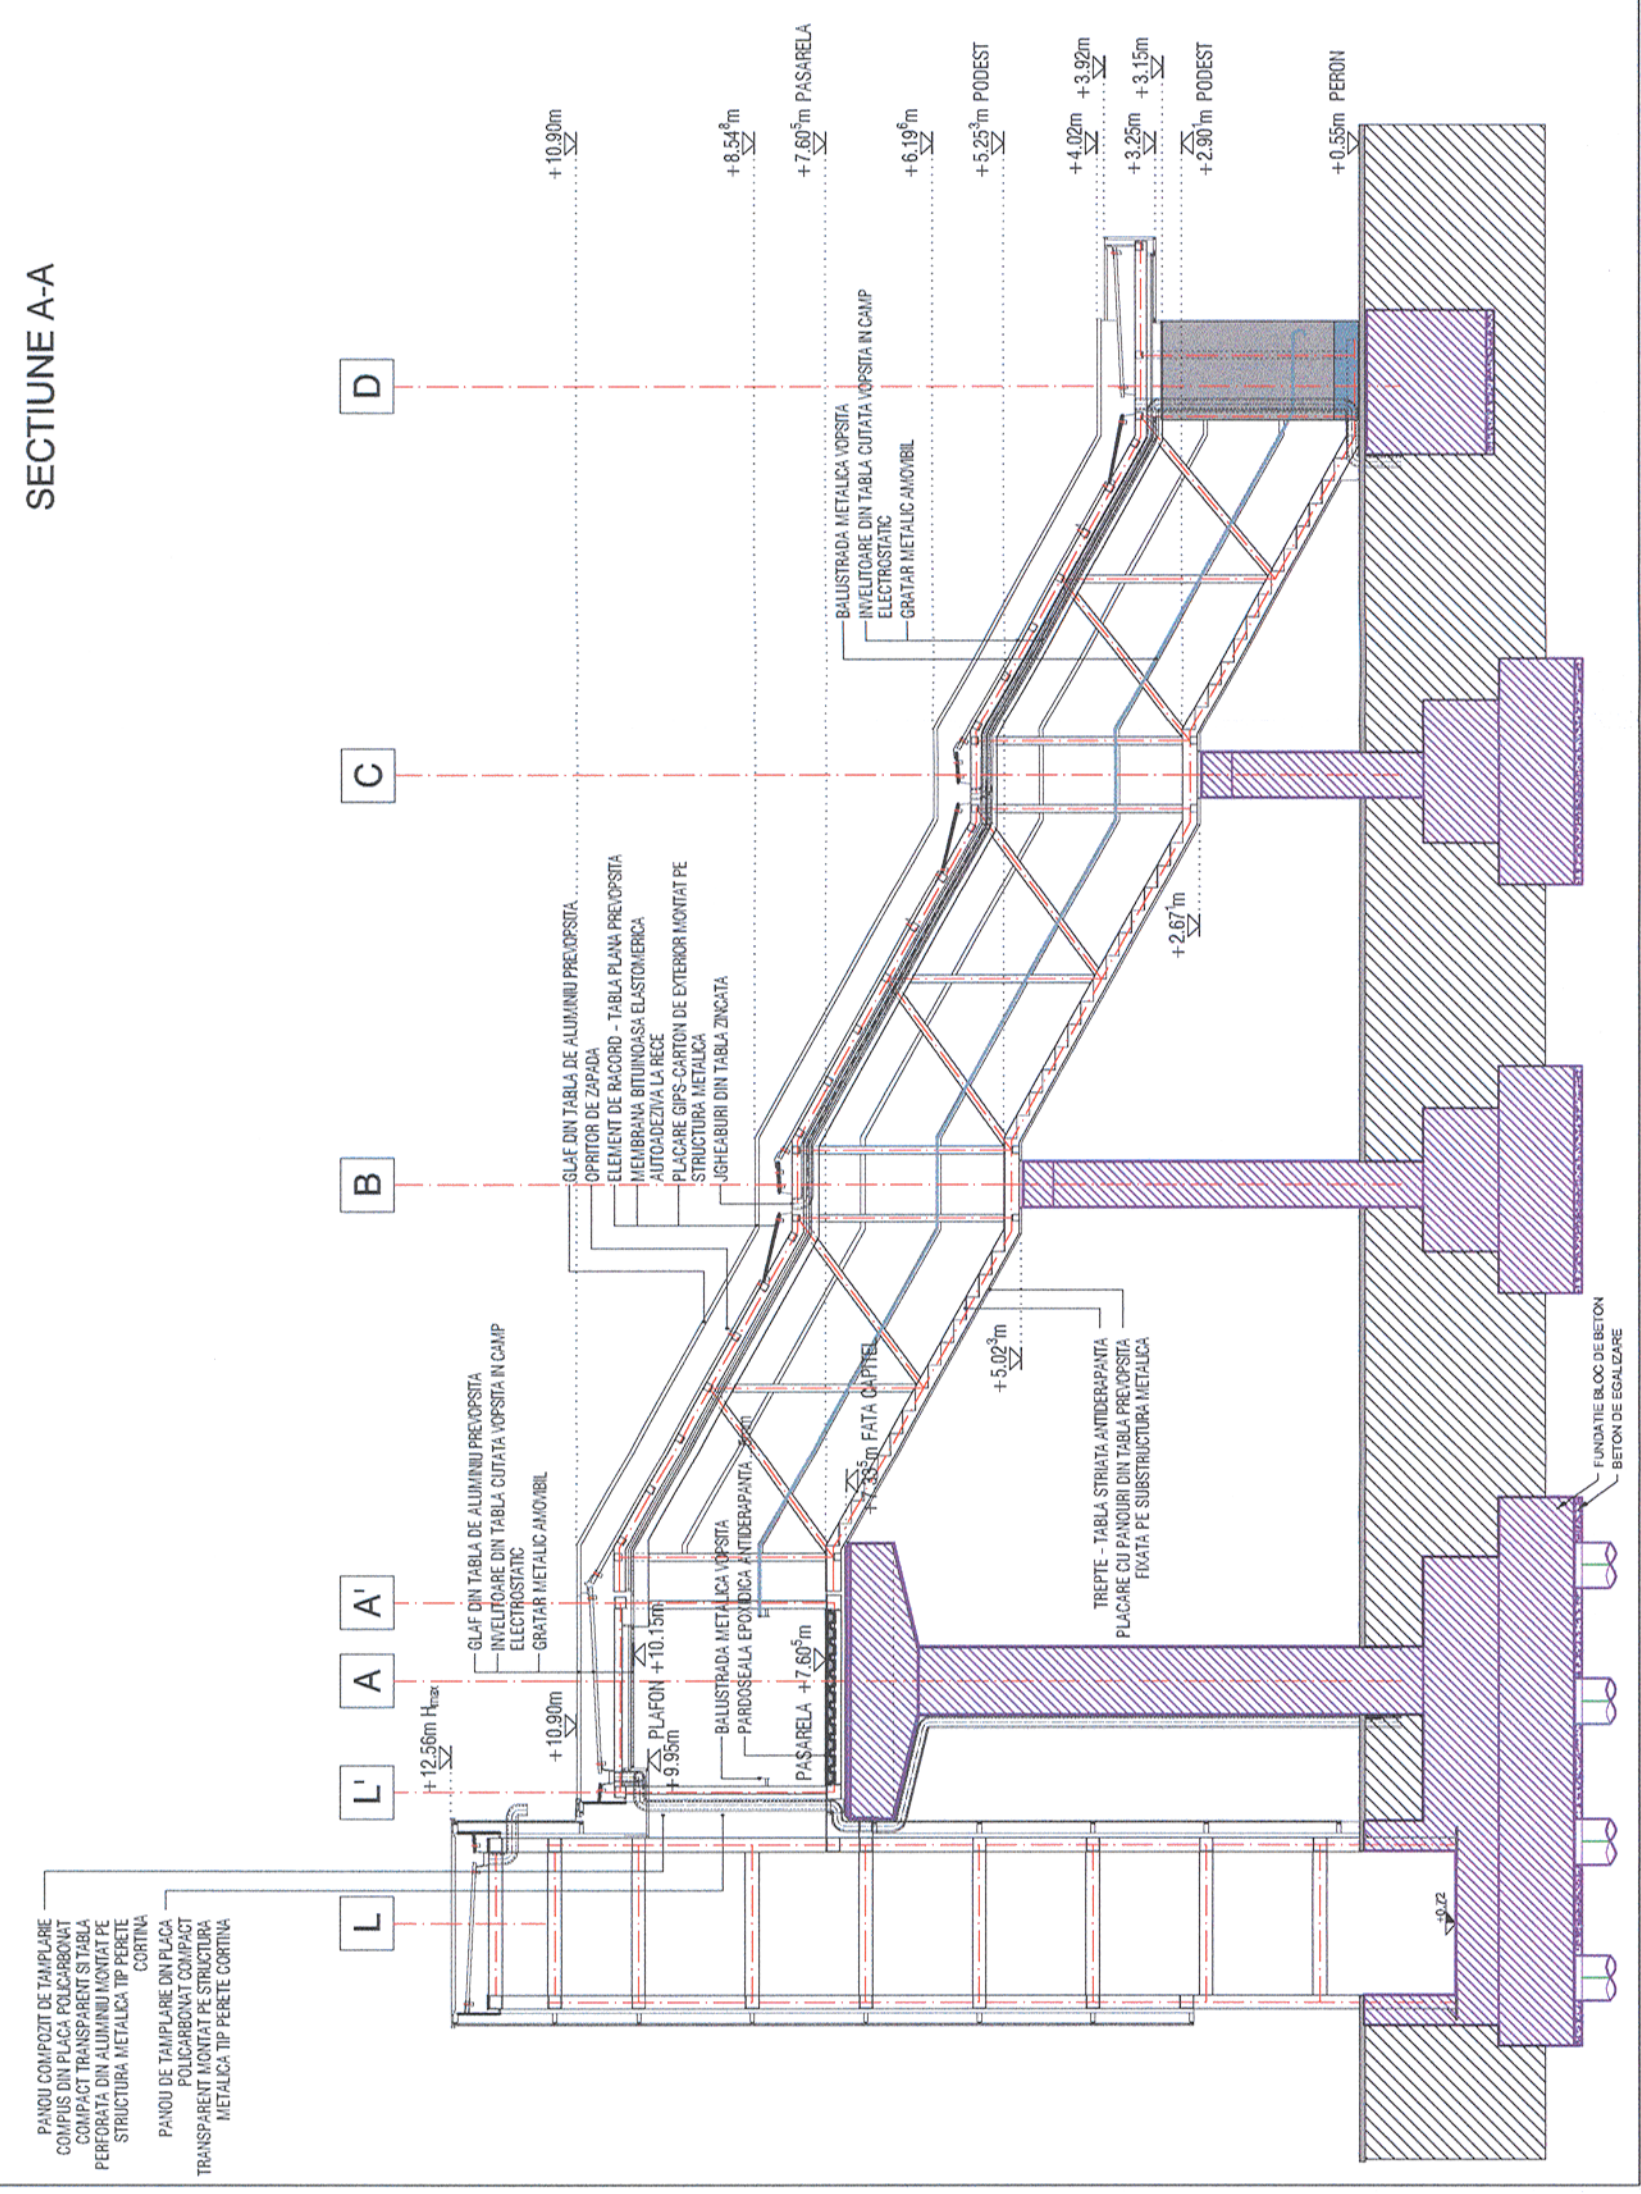 SECTIUNE A-A
L
L'
A
A'
B
C
D
PANOU COMPOZIT DE TAMPLARIE
COMPUS DIN PLACA POLICARBONAT
COMPACT TRANSPARENT SI TABLA
PERFORATA DIN ALUMINIU MONTAT PE
STRUCTURA METALICA TIP PERETE
CORTINA
PANOU DE TAMPLARIE DIN PLACA
POLICARBONAT COMPACT
TRANSPARENT MONTAT PE STRUCTURA
METALICA TIP PERETE CORTINA
+12.56m Hmax
+10.90m
GLAF DIN TABLA DE ALUMINIU PREVOPSITA
INVELITOARE DIN TABLA CUTATA VOPSITA IN CAMP
ELECTROSTATIC
GRATAR METALIC AMOVIBIL
PLAFON +10.15m
+9.95m
BALUSTRADA METALICA VOPSITA
PARDOSEALA EPOXIDICA ANTIDERAPANTA
PASARELA +7.60⁵m
+7.33⁵m FATA CAPITEL
GLAF DIN TABLA DE ALUMINIU PREVOPSITA
OPRITOR DE ZAPADA
ELEMENT DE RACORD - TABLA PLANA PREVOPSITA
MEMBRANA BITUINOASA ELASTOMERICA
AUTOADEZIVA LA RECE
PLACARE GIPS-CARTON DE EXTERIOR MONTAT PE
STRUCTURA METALICA
JGHEABURI DIN TABLA ZINCATA
+5.02³m
TREPTE - TABLA STRIATA ANTIDERAPANTA
PLACARE CU PANOURI DIN TABLA PREVOPSITA
FIXATA PE SUBSTRUCTURA METALICA
+2.67¹m
BALUSTRADA METALICA VOPSITA
INVELITOARE DIN TABLA CUTATA VOPSITA IN CAMP
ELECTROSTATIC
GRATAR METALIC AMOVIBIL
+10.90m
+8.54⁸m
+7.60⁵m PASARELA
+6.19⁶m
+5.25³m PODEST
+4.02m +3.92m
+3.25m +3.15m
+2.90¹m PODEST
+0.55m PERON
FUNDATIE BLOC DE BETON
BETON DE EGALIZARE